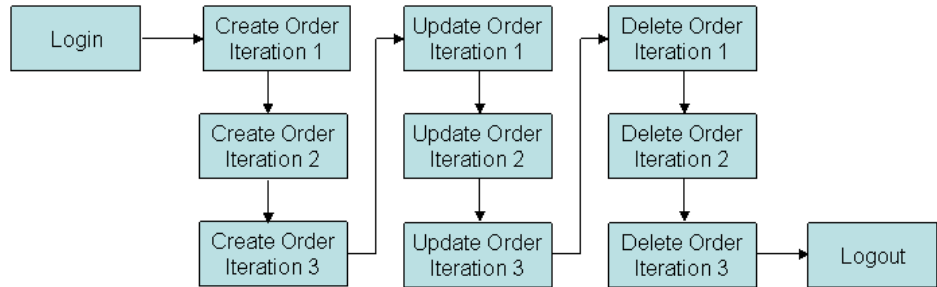 Login
Create Order
Iteration 1
Create Order
Iteration 2
Create Order
Iteration 3
Update Order
Iteration 1
Update Order
Iteration 2
Update Order
Iteration 3
Delete Order
Iteration 1
Delete Order
Iteration 2
Delete Order
Iteration 3
Logout